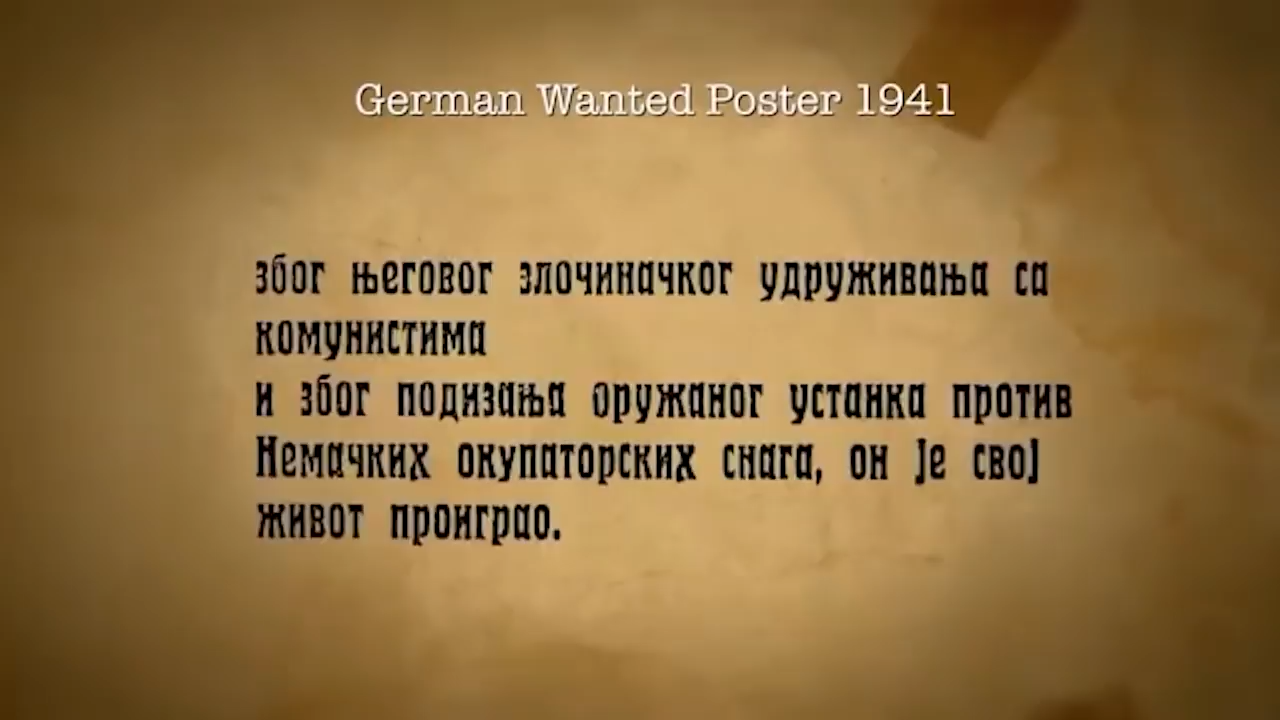 German Wanted Poster 1941
због његовог злочиначког удруживања са
комунистима
и због подизања оружаног устанка против
Немачких окупаторских снага, он је свој
живот проиграо.